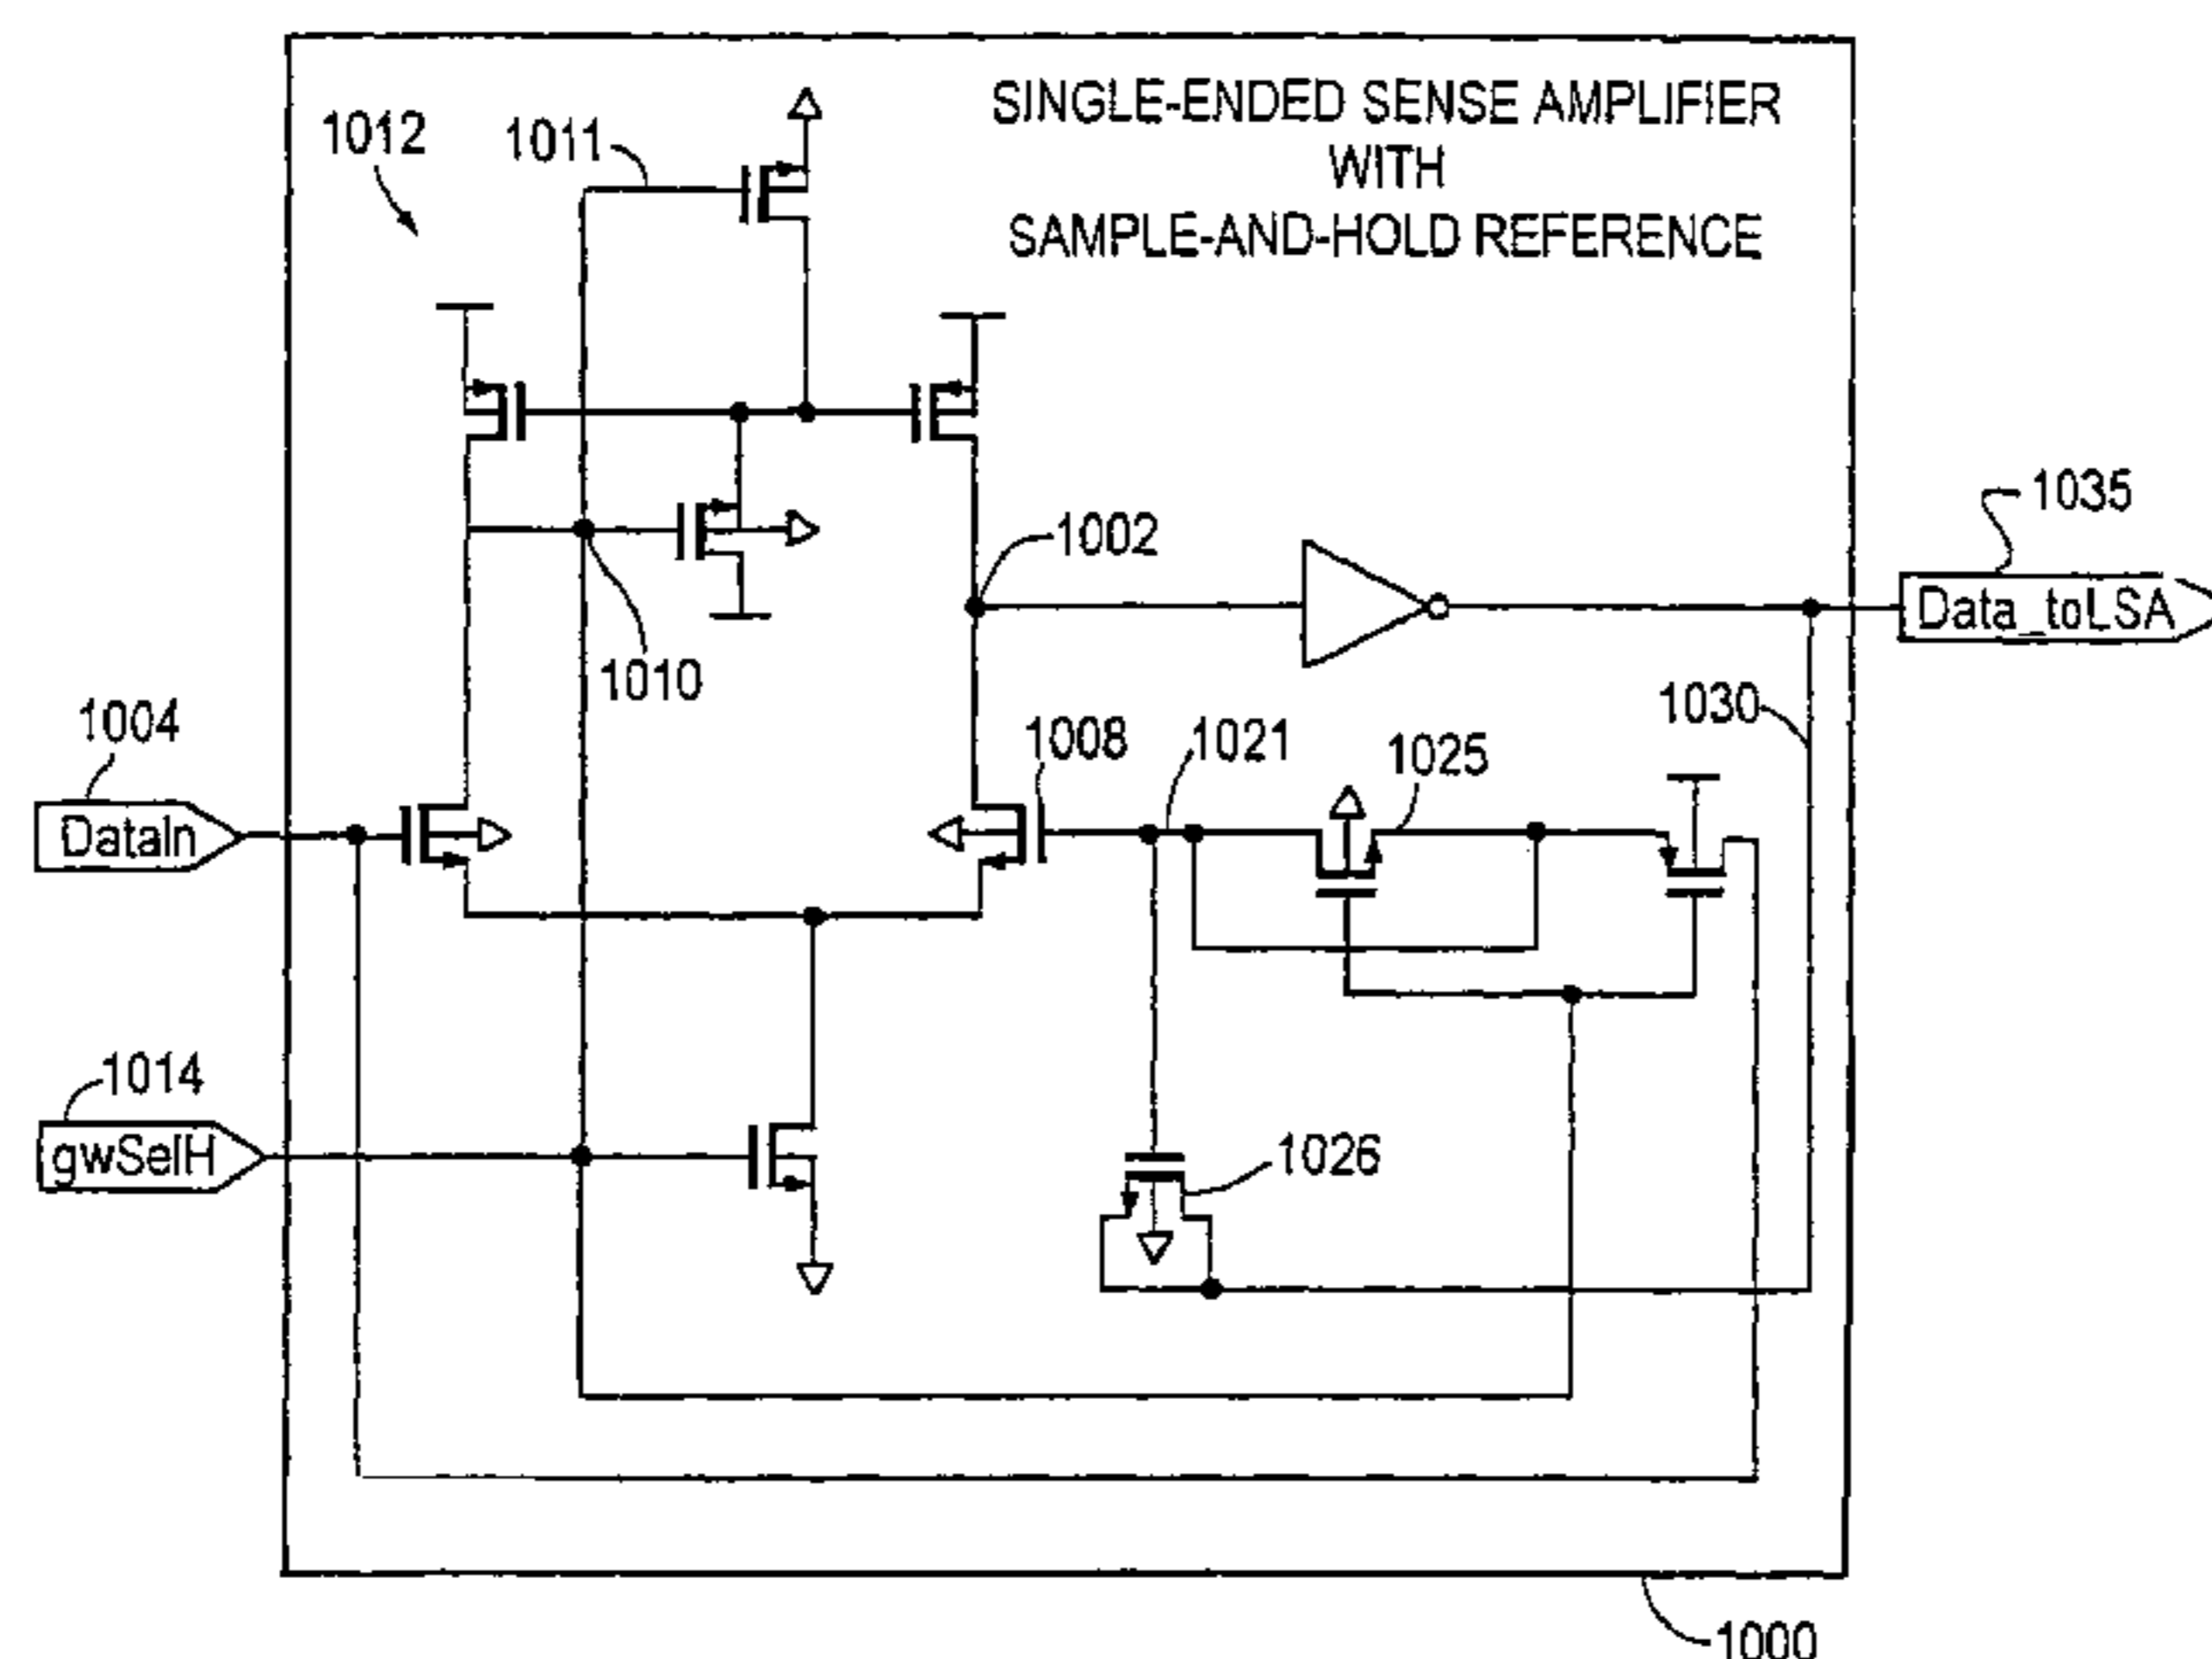 SINGLE-ENDED SENSE AMPLIFIER
WITH
SAMPLE-AND-HOLD REFERENCE
1012
1011
1035
1002
Data_toLSA
1010
1030
1004
1008
1021
1025
DataIn
1014
gwSelH
1026
1000